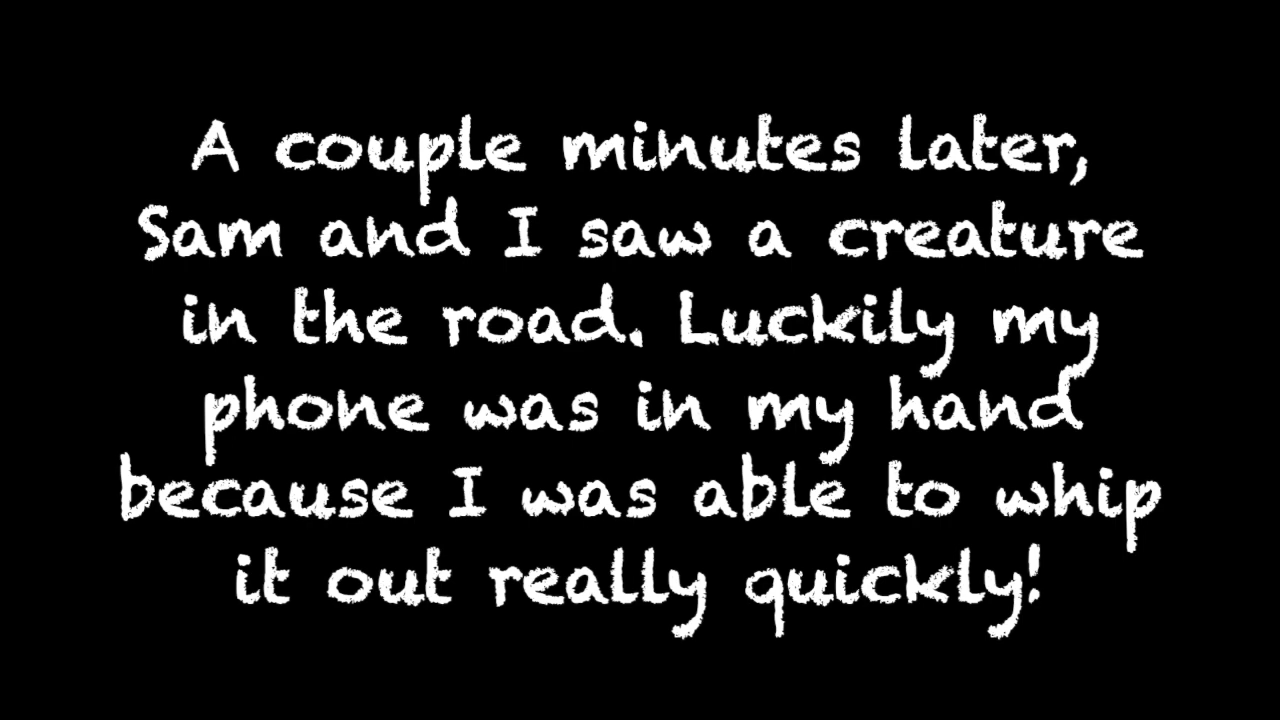 A couple minutes later,
Sam and I saw a creature
in the road. Luckily my
phone was in my hand
because I was able to whip
it out really quickly!